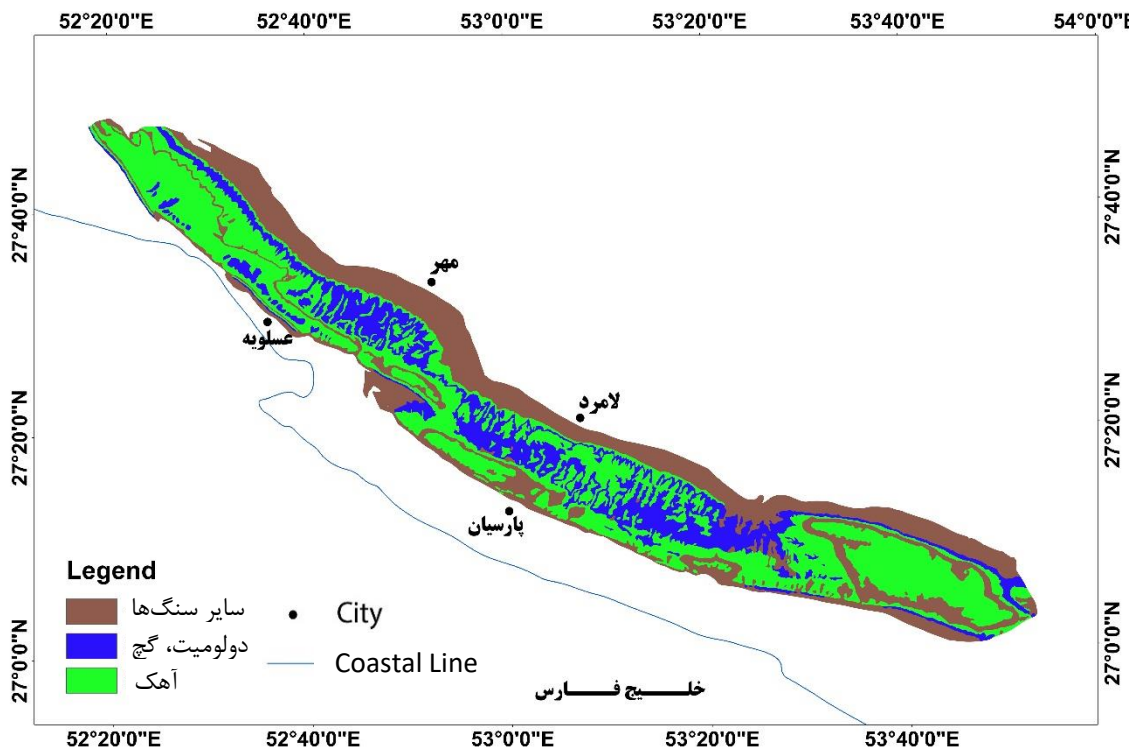 52°20'0"E 52°40'0"E 53°0'0"E 53°20'0"E 53°40'0"E 54°0'0"E
27°40'0"N
27°40'0"N
مهر
عسلویه
لامرد
27°20'0"N
27°20'0"N
پارسیان
Legend
سایر سنگ‌ها
دولومیت، گچ
آهک
City
Coastal Line
خلـــــیج فـــــارس
27°0'0"N
27°0'0"N
52°20'0"E 52°40'0"E 53°0'0"E 53°20'0"E 53°40'0"E